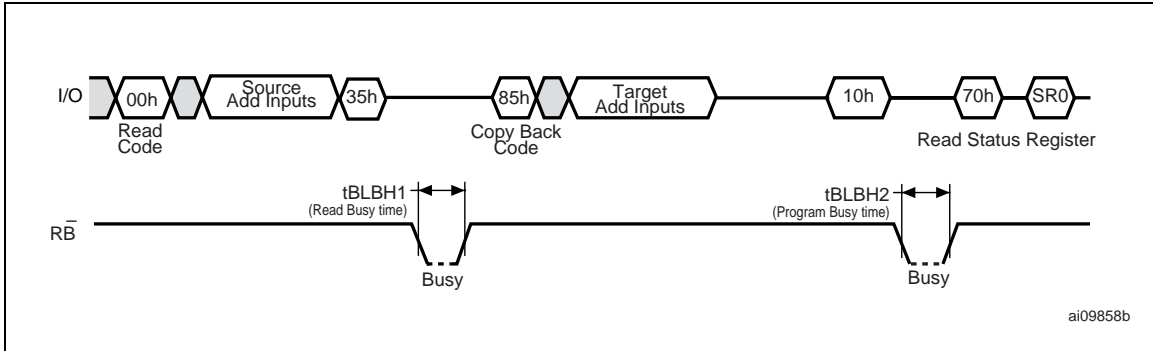 I/O 00h Source Add Inputs 35h 85h Target Add Inputs 10h 70h SR0
Read Code
Copy Back Code
Read Status Register
tBLBH1
(Read Busy time)
tBLBH2
(Program Busy time)
RB̅
Busy
Busy
ai09858b